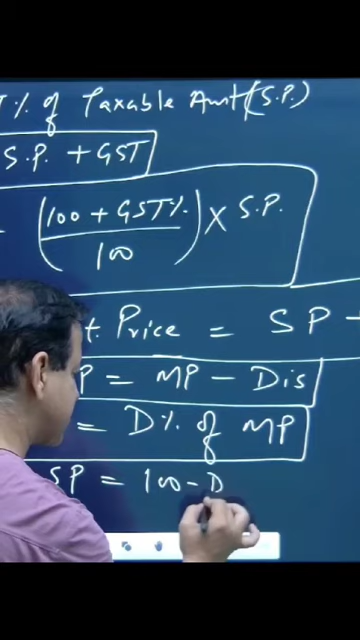 T% of Taxable Amt (S.P.)
S.P. + GST
= (100 + GST% / 100) × S.P.
t. Price = SP +
P = MP - Dis
= D% of MP
SP = 100 - D